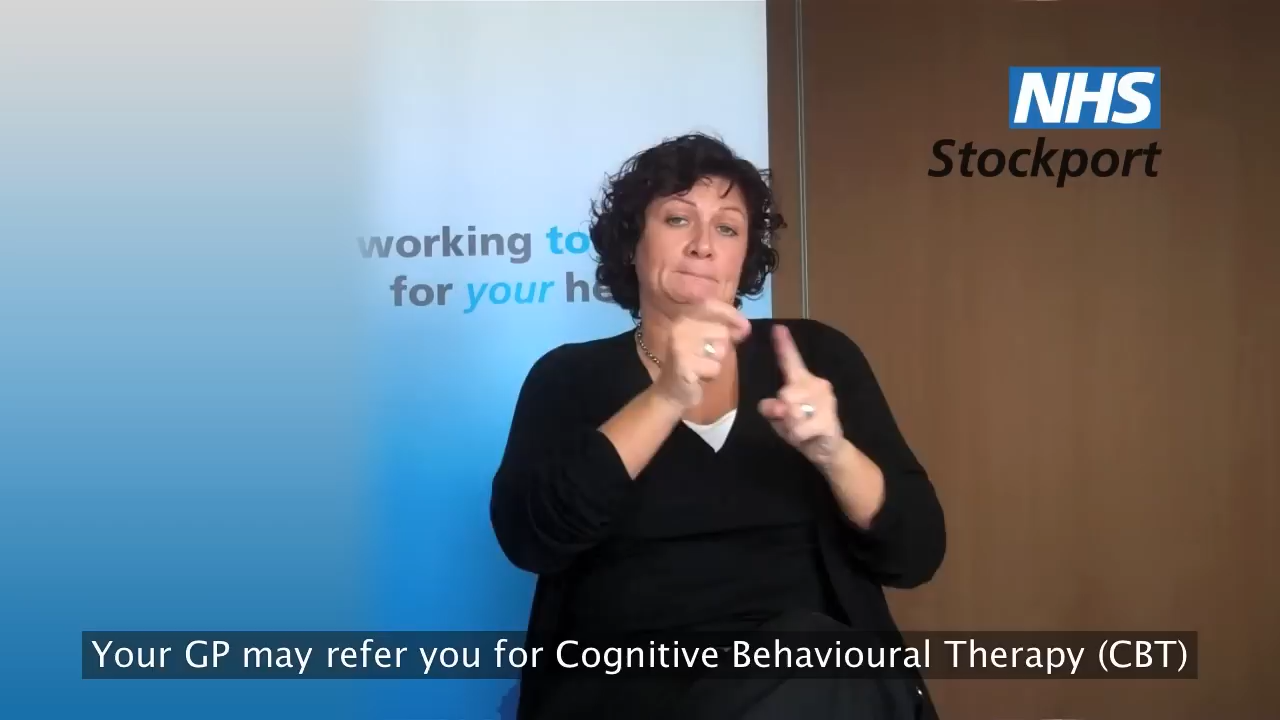 NHS
Stockport
working to
for your he
Your GP may refer you for Cognitive Behavioural Therapy (CBT)